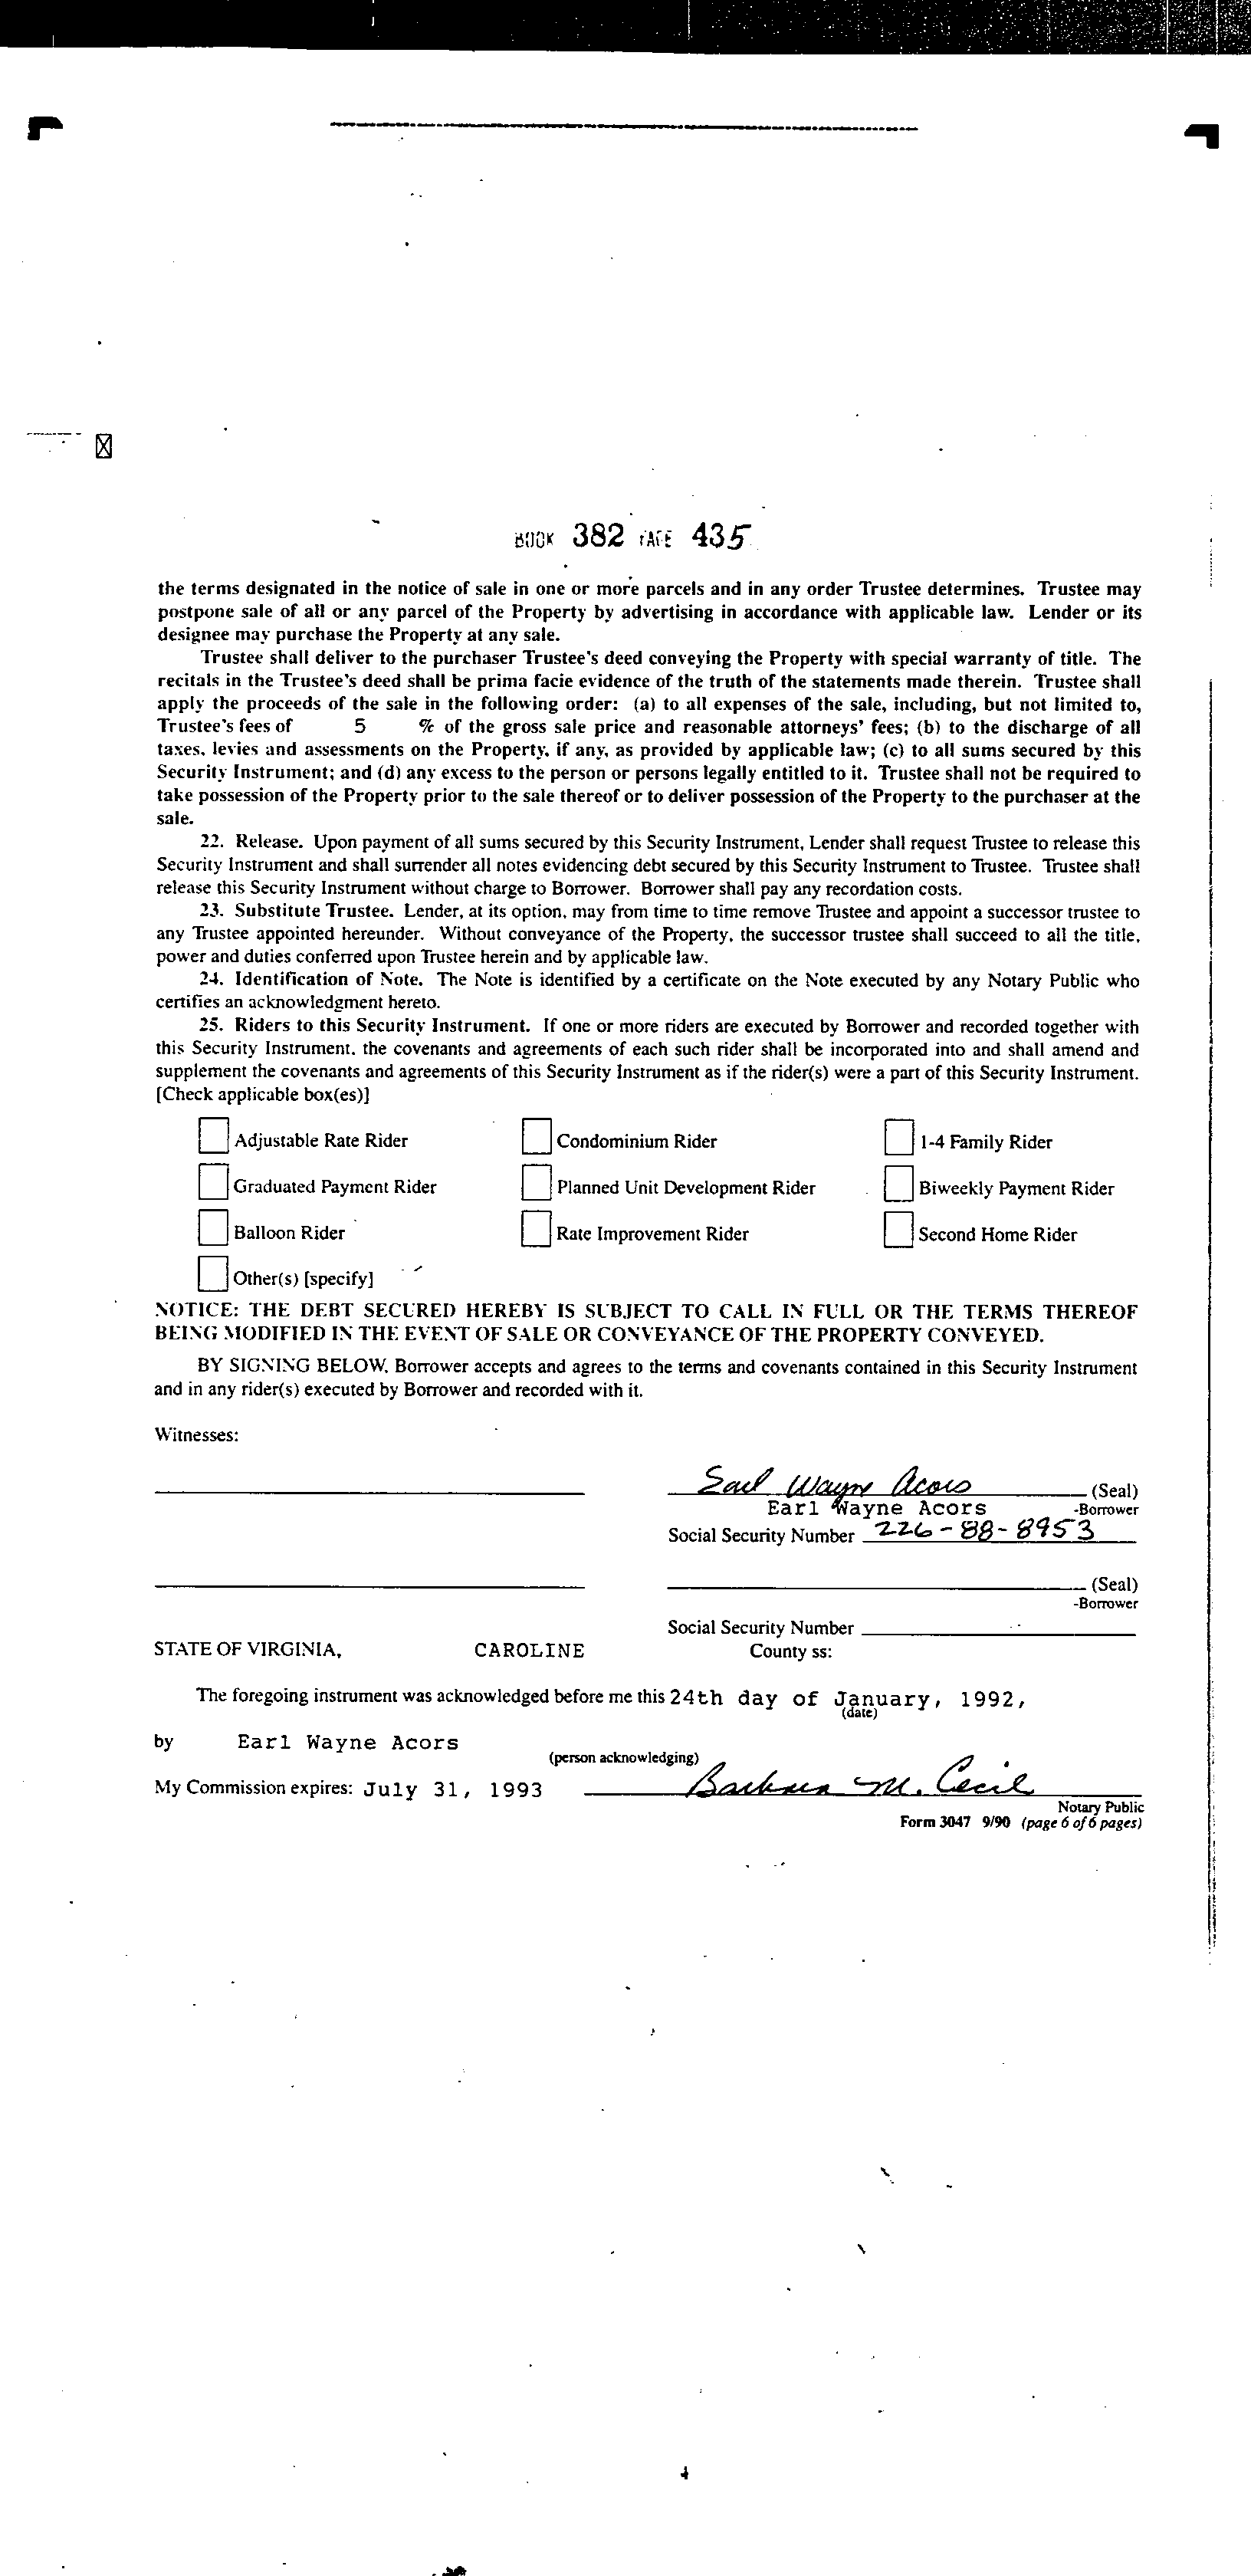 BOOK 382 PAGE 435
the terms designated in the notice of sale in one or more parcels and in any order Trustee determines. Trustee may
postpone sale of all or any parcel of the Property by advertising in accordance with applicable law. Lender or its
designee may purchase the Property at any sale.
Trustee shall deliver to the purchaser Trustee's deed conveying the Property with special warranty of title. The
recitals in the Trustee's deed shall be prima facie evidence of the truth of the statements made therein. Trustee shall
apply the proceeds of the sale in the following order: (a) to all expenses of the sale, including, but not limited to,
Trustee's fees of 5 % of the gross sale price and reasonable attorneys' fees; (b) to the discharge of all
taxes, levies and assessments on the Property, if any, as provided by applicable law; (c) to all sums secured by this
Security Instrument; and (d) any excess to the person or persons legally entitled to it. Trustee shall not be required to
take possession of the Property prior to the sale thereof or to deliver possession of the Property to the purchaser at the
sale.
22. Release. Upon payment of all sums secured by this Security Instrument, Lender shall request Trustee to release this
Security Instrument and shall surrender all notes evidencing debt secured by this Security Instrument to Trustee. Trustee shall
release this Security Instrument without charge to Borrower. Borrower shall pay any recordation costs.
23. Substitute Trustee. Lender, at its option, may from time to time remove Trustee and appoint a successor trustee to
any Trustee appointed hereunder. Without conveyance of the Property, the successor trustee shall succeed to all the title,
power and duties conferred upon Trustee herein and by applicable law.
24. Identification of Note. The Note is identified by a certificate on the Note executed by any Notary Public who
certifies an acknowledgment hereto.
25. Riders to this Security Instrument. If one or more riders are executed by Borrower and recorded together with
this Security Instrument, the covenants and agreements of each such rider shall be incorporated into and shall amend and
supplement the covenants and agreements of this Security Instrument as if the rider(s) were a part of this Security Instrument.
[Check applicable box(es)]
Adjustable Rate Rider Condominium Rider 1-4 Family Rider
Graduated Payment Rider Planned Unit Development Rider Biweekly Payment Rider
Balloon Rider Rate Improvement Rider Second Home Rider
Other(s) [specify]
NOTICE: THE DEBT SECURED HEREBY IS SUBJECT TO CALL IN FULL OR THE TERMS THEREOF
BEING MODIFIED IN THE EVENT OF SALE OR CONVEYANCE OF THE PROPERTY CONVEYED.
BY SIGNING BELOW, Borrower accepts and agrees to the terms and covenants contained in this Security Instrument
and in any rider(s) executed by Borrower and recorded with it.
Witnesses:
Earl Wayne Acors (Seal)
Earl Wayne Acors -Borrower
Social Security Number 226-88-8953
(Seal)
-Borrower
Social Security Number
STATE OF VIRGINIA, CAROLINE County ss:
The foregoing instrument was acknowledged before me this 24th day of January, 1992,
(date)
by Earl Wayne Acors
(person acknowledging)
My Commission expires: July 31, 1993 Barbara M. Cecil
Notary Public
Form 3047 9/90 (page 6 of 6 pages)